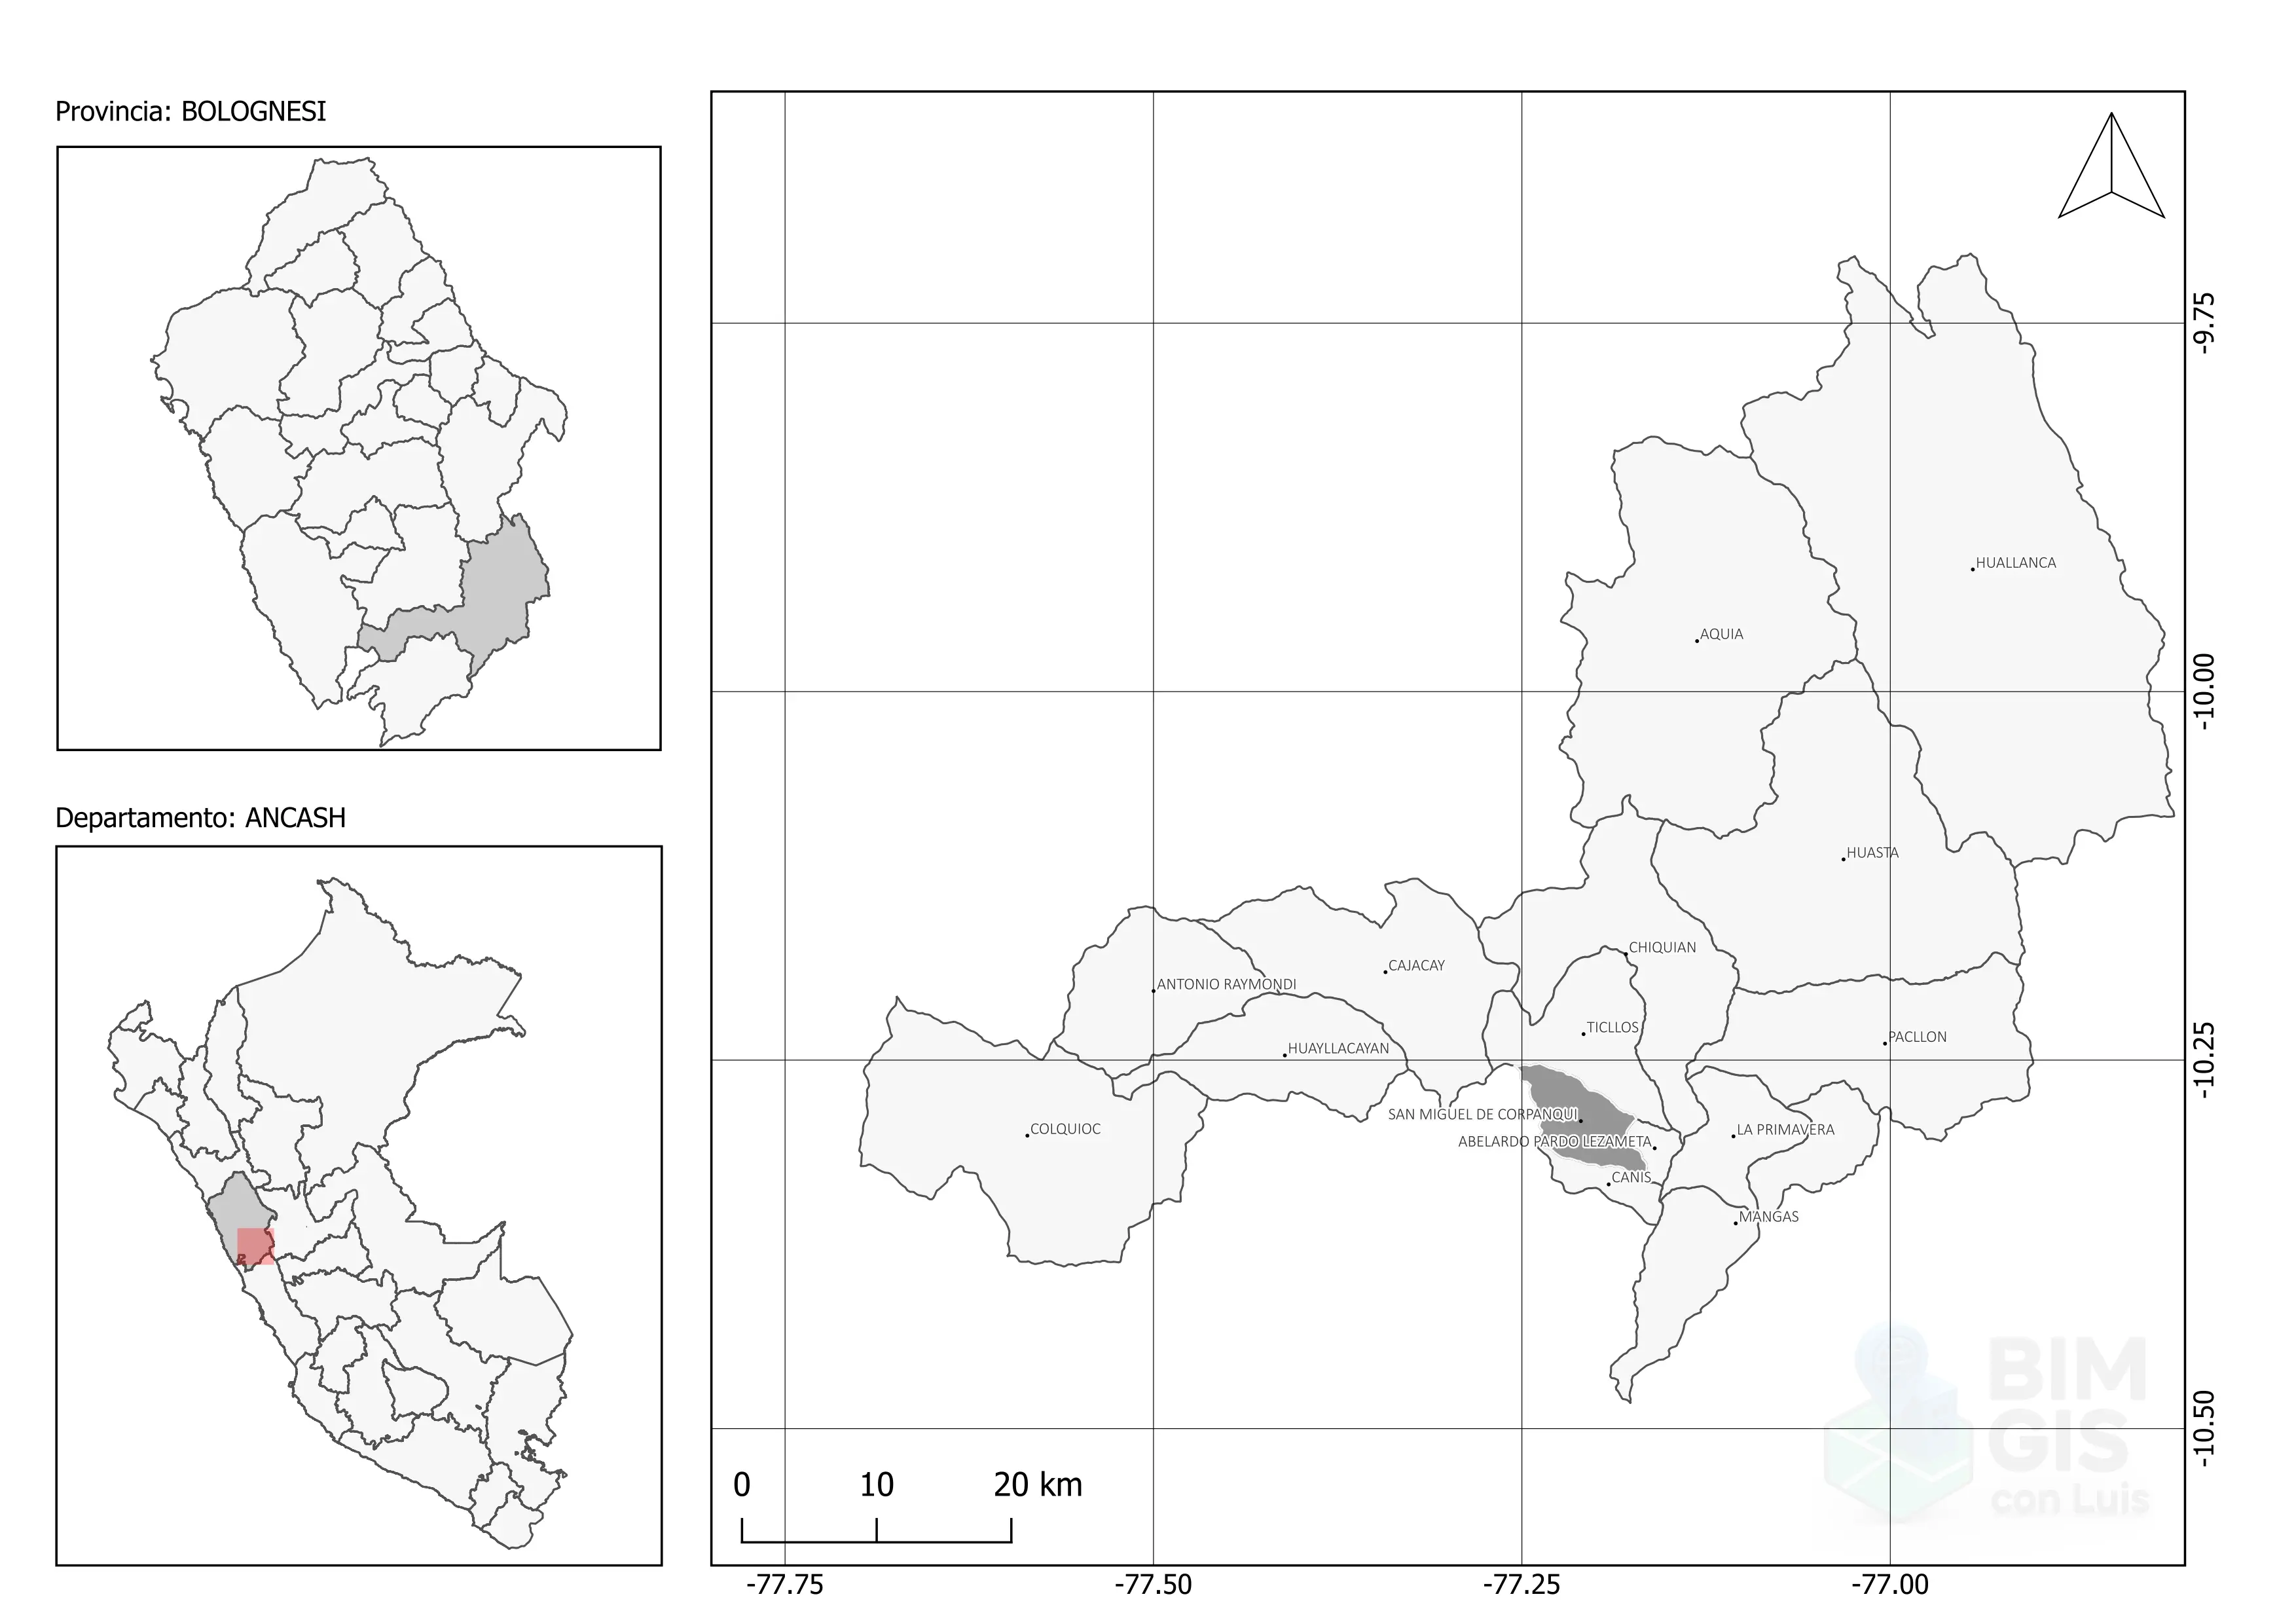 Provincia: BOLOGNESI
Departamento: ANCASH
-9.75
HUALLANCA
AQUIA
-10.00
HUASTA
CHIQUIAN
CAJACAY
ANTONIO RAYMONDI
TICLLOS
PACLLON
HUAYLLACAYAN
-10.25
SAN MIGUEL DE CORPANQUI
COLQUIOC
LA PRIMAVERA
ABELARDO PARDO LEZAMETA
CANIS
MANGAS
-10.50
BIM
GIS
con Luis
0 10 20 km
-77.75 -77.50 -77.25 -77.00